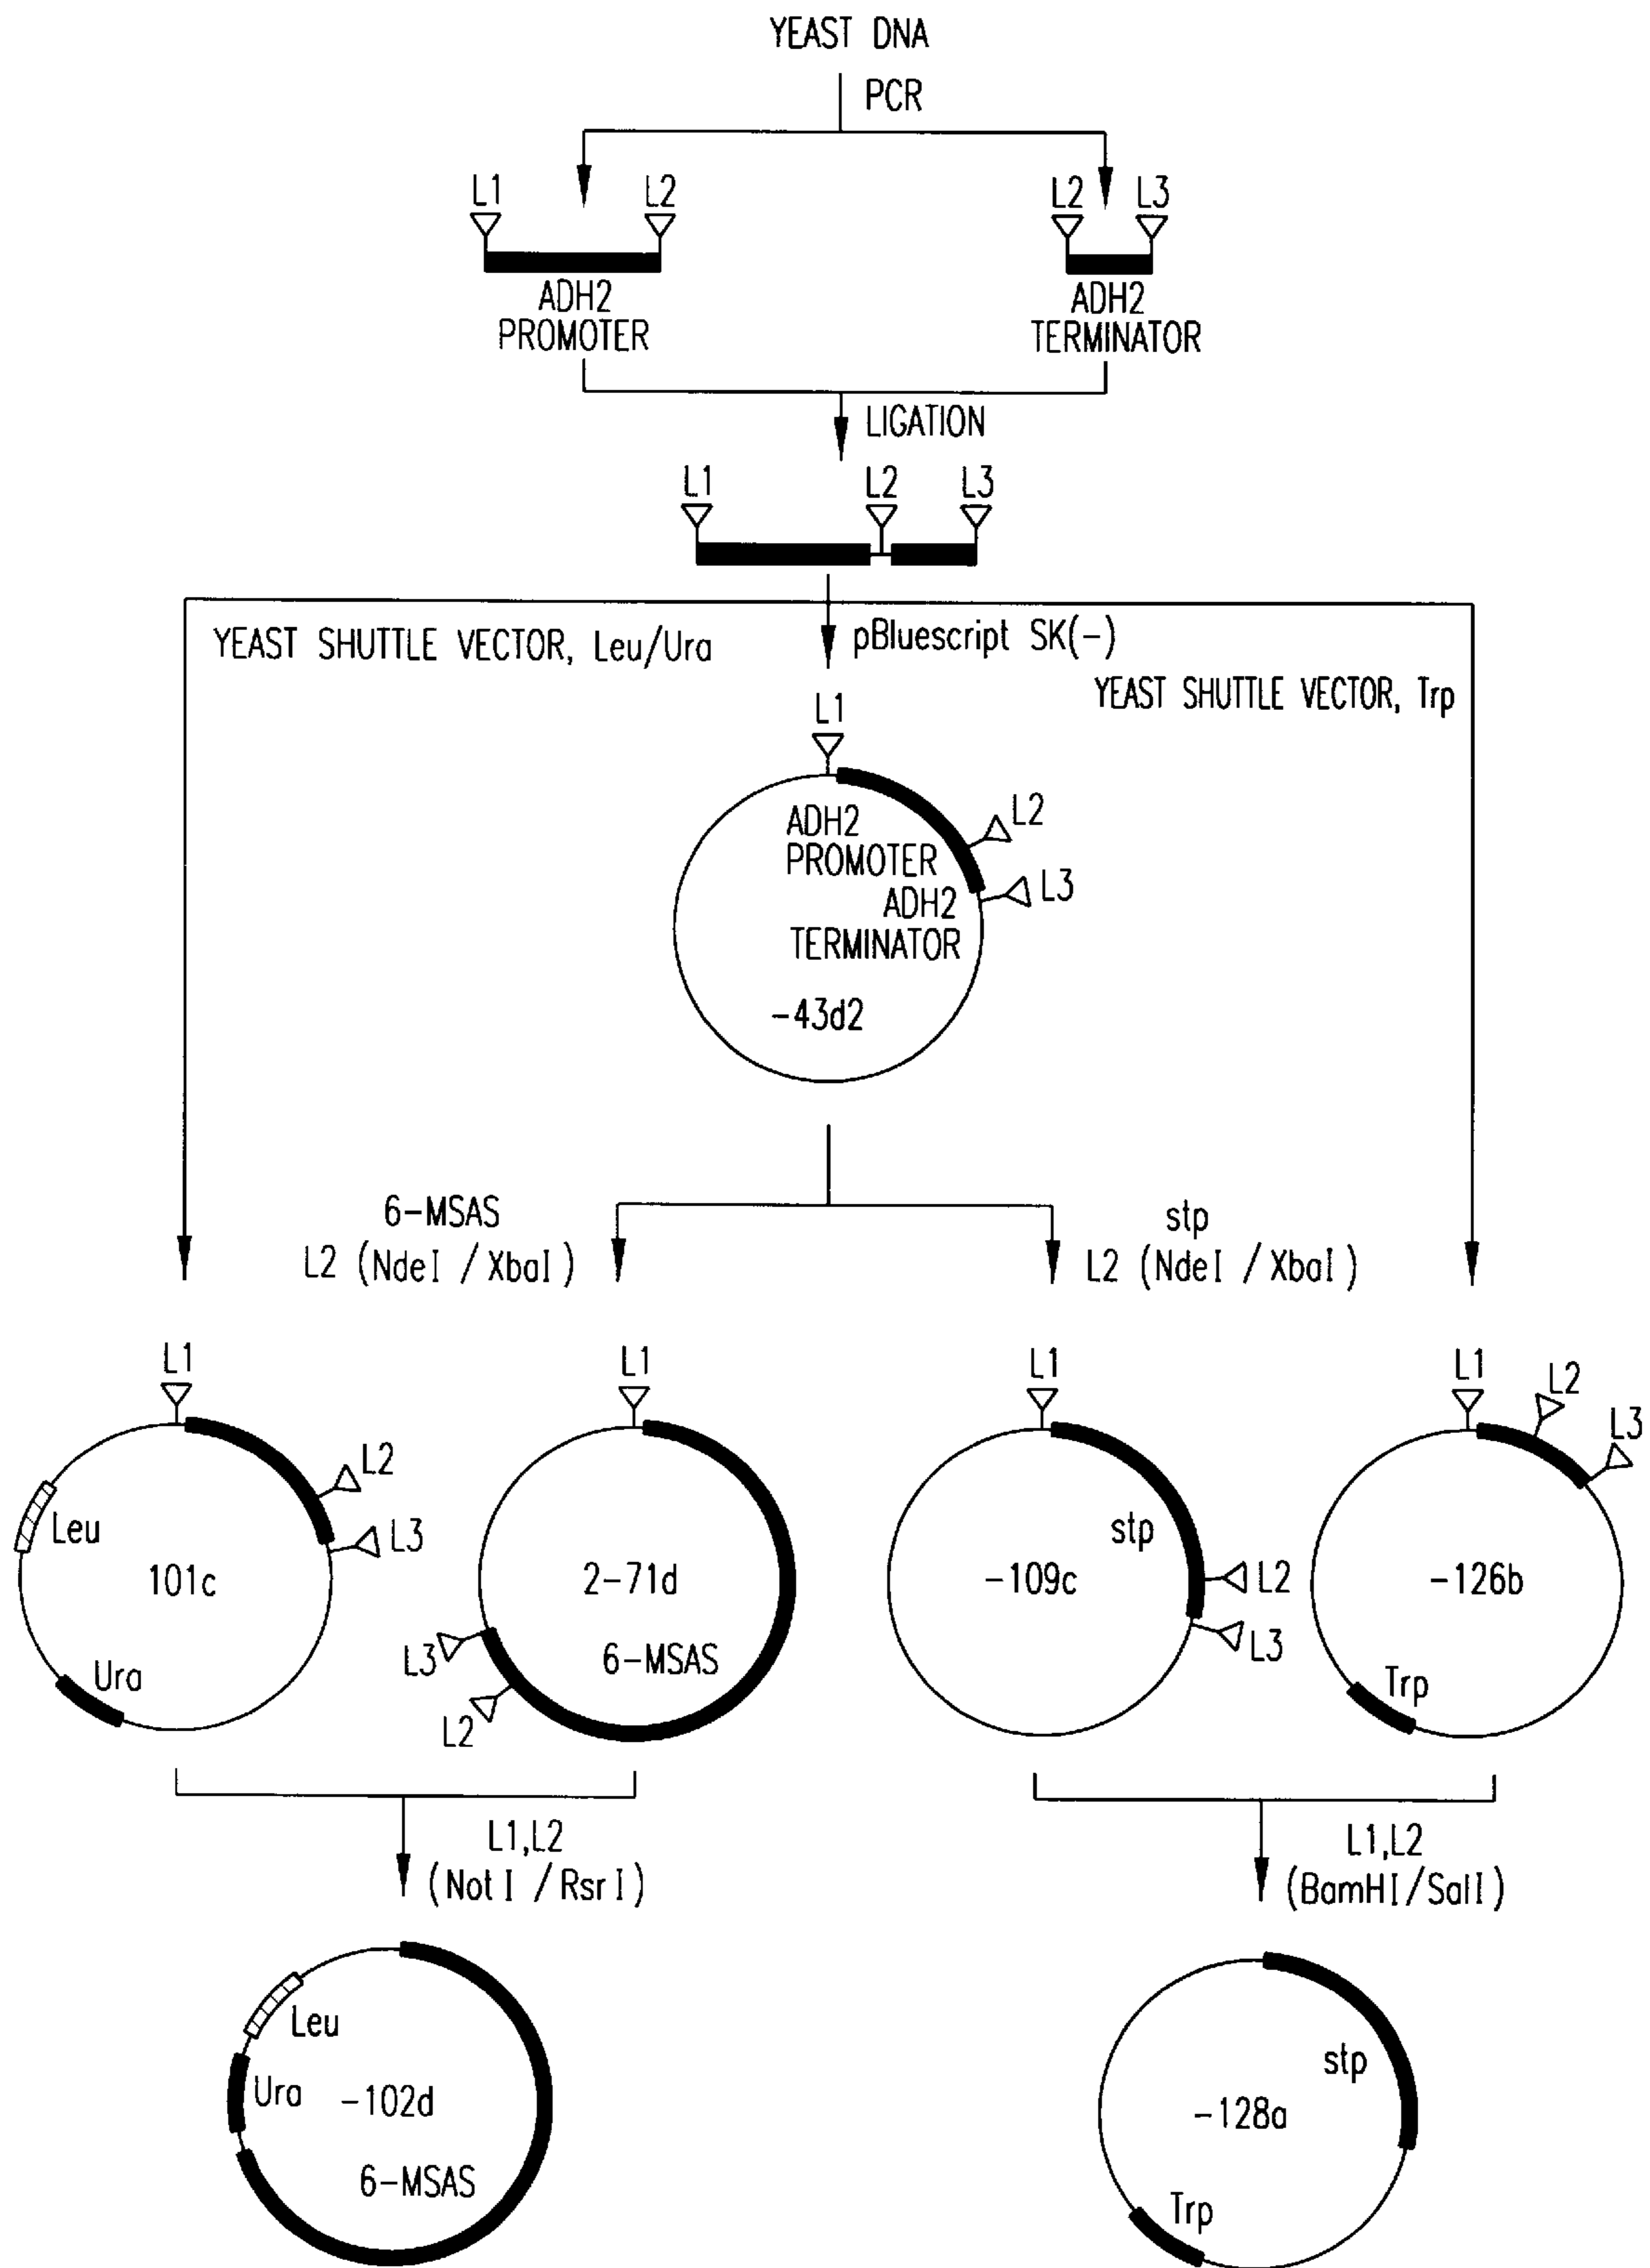 YEAST DNA
PCR
L1
L2
L2
L3
ADH2
PROMOTER
ADH2
TERMINATOR
LIGATION
L1
L2
L3
YEAST SHUTTLE VECTOR, Leu/Ura
pBluescript SK(-)
YEAST SHUTTLE VECTOR, Trp
L1
L2
L3
ADH2
PROMOTER
ADH2
TERMINATOR
-43d2
6-MSAS
L2 (NdeI /XbaI)
stp
L2 (NdeI /XbaI)
L1
L2
L3
Leu
101c
Ura
L1
2-71d
6-MSAS
L3
L2
L1
stp
-109c
L2
L3
L1
L2
L3
-126b
Trp
L1,L2
(Not I /Rsr I)
L1,L2
(BamHI/SalI)
Leu
Ura
-102d
6-MSAS
stp
-128a
Trp